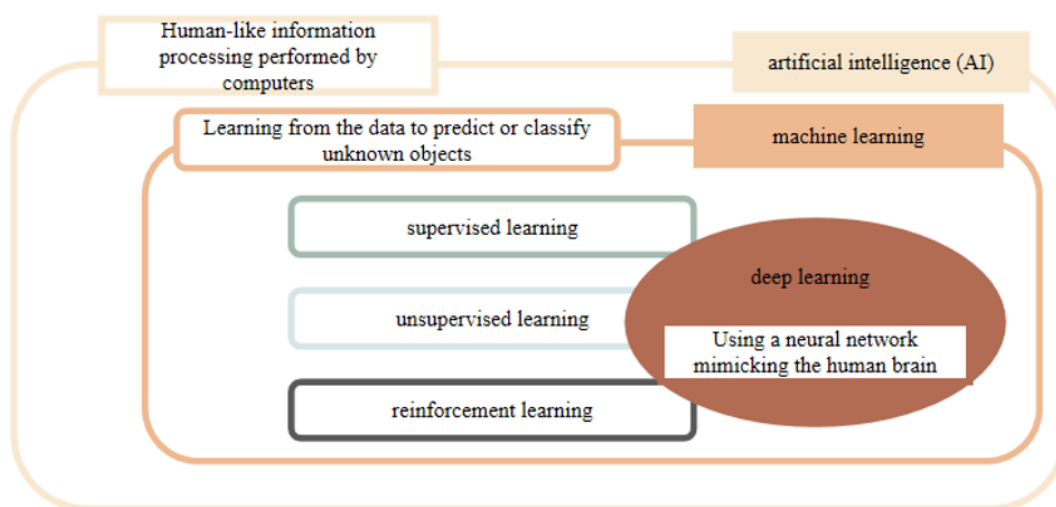 Human-like information
processing performed by
computers
artificial intelligence (AI)
Learning from the data to predict or classify
unknown objects
machine learning
supervised learning
deep learning
unsupervised learning
Using a neural network
mimicking the human brain
reinforcement learning